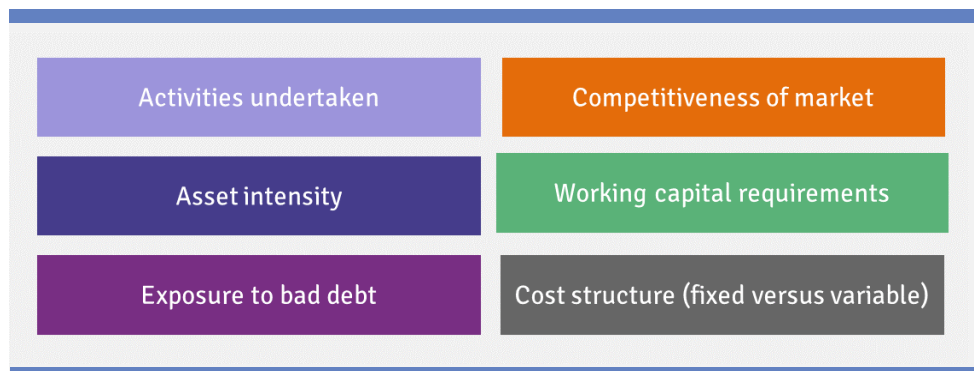 Activities undertaken
Competitiveness of market
Asset intensity
Working capital requirements
Exposure to bad debt
Cost structure (fixed versus variable)